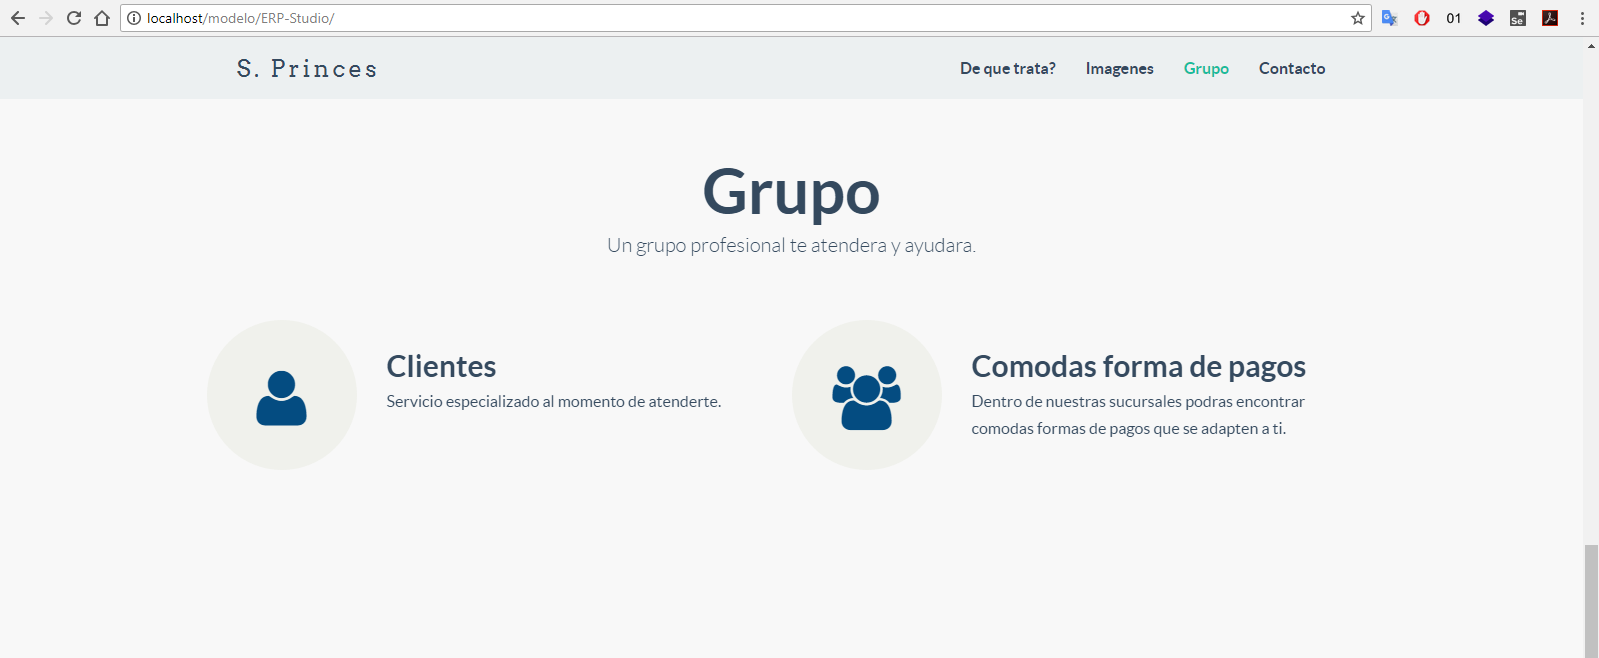 localhost/modelo/ERP-Studio/
01
Se
S. Princes
De que trata? Imagenes Grupo Contacto
Grupo
Un grupo profesional te atendera y ayudara.
Clientes
Servicio especializado al momento de atenderte.
Comodas forma de pagos
Dentro de nuestras sucursales podras encontrar
comodas formas de pagos que se adapten a ti.